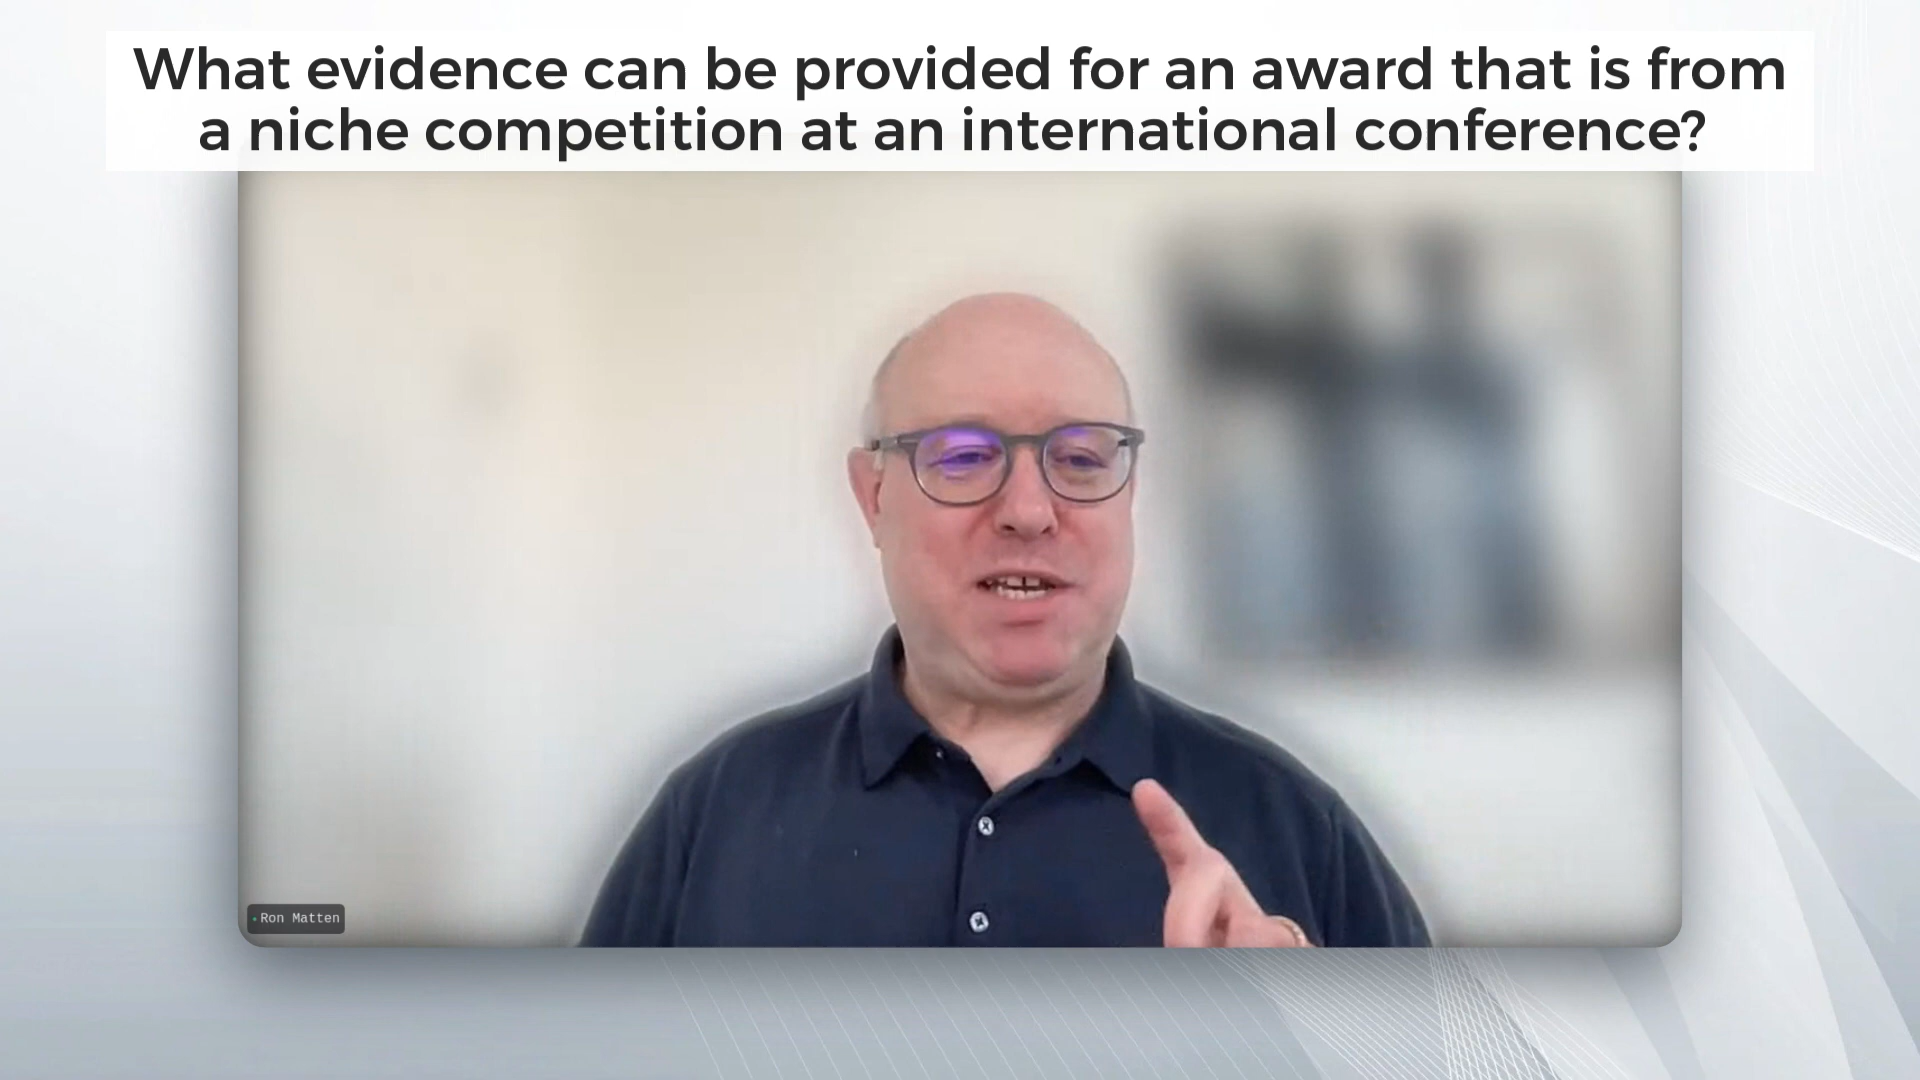 What evidence can be provided for an award that is from
a niche competition at an international conference?
Ron Matten